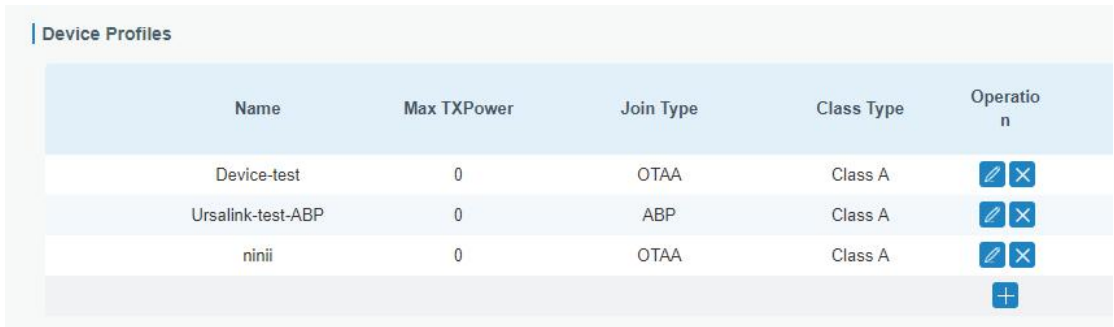 Device Profiles
Name Max TXPower Join Type Class Type Operatio
n
Device-test 0 OTAA Class A
Ursalink-test-ABP 0 ABP Class A
ninii 0 OTAA Class A